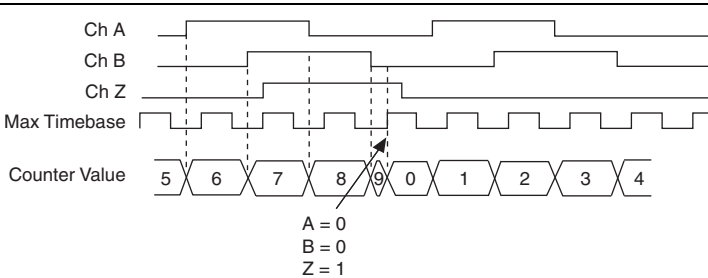 Ch A
Ch B
Ch Z
Max Timebase
Counter Value 5 6 7 8 9 0 1 2 3 4
A = 0
B = 0
Z = 1